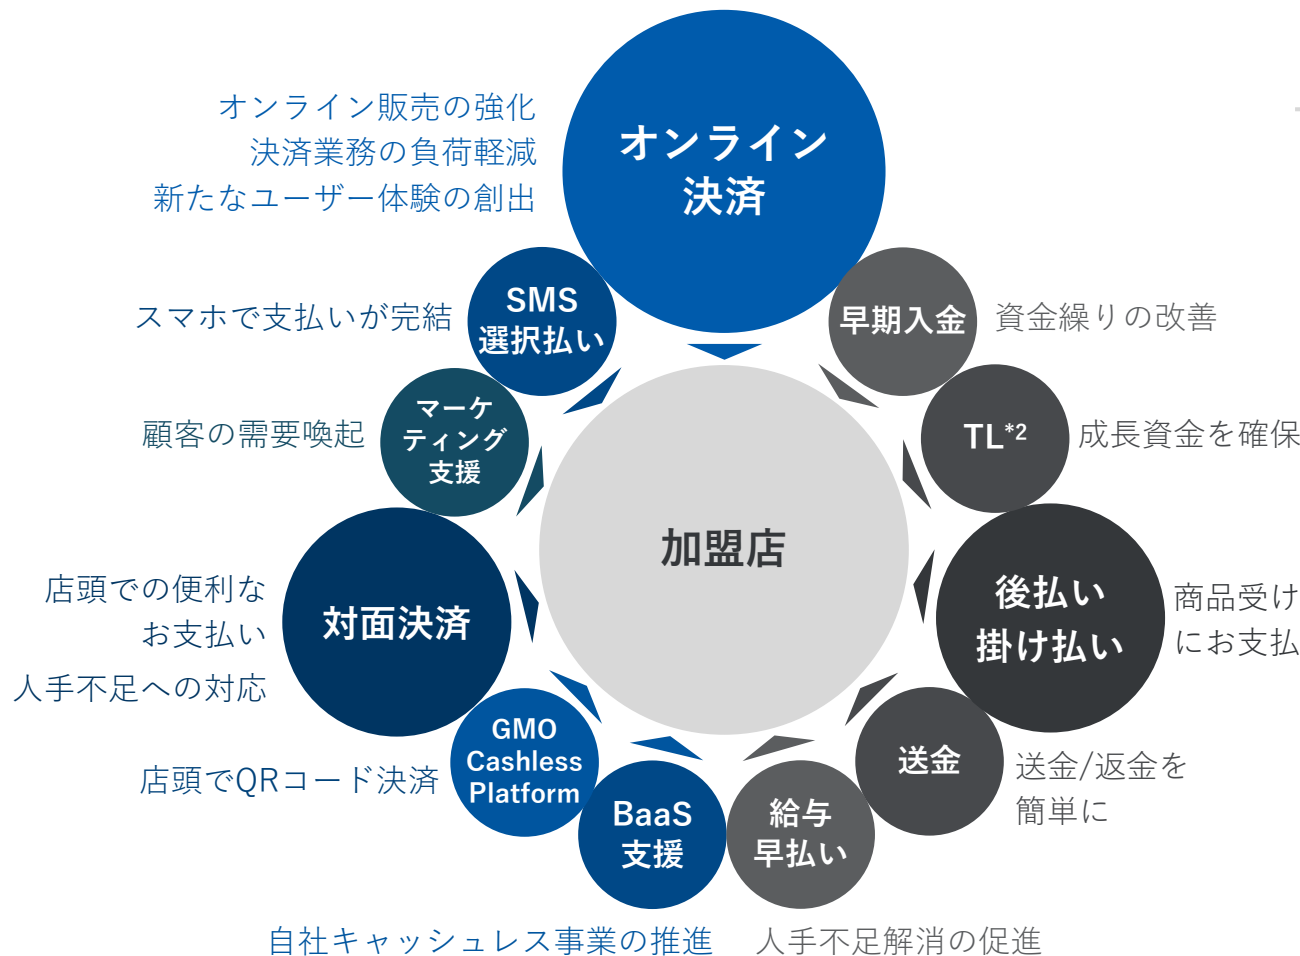 オンライン販売の強化
決済業務の負荷軽減
新たなユーザー体験の創出
オンライン
決済
スマホで支払いが完結
SMS
選択払い
早期入金
資金繰りの改善
顧客の需要喚起
マーケ
ティング
支援
TL*2
成長資金を確保
加盟店
店頭での便利な
お支払い
人手不足への対応
対面決済
後払い
掛け払い
商品受け
にお支払
店頭でQRコード決済
GMO
Cashless
Platform
BaaS
支援
給与
早払い
送金
送金/返金を
簡単に
自社キャッシュレス事業の推進
人手不足解消の促進